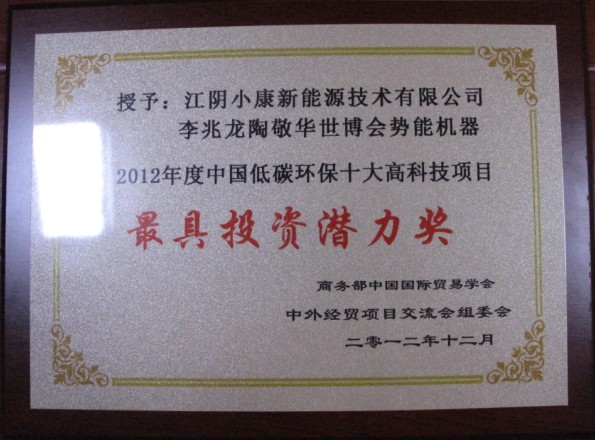 授予：江阴小康新能源技术有限公司
李兆龙陶敬华世博会势能机器
2012年度中国低碳环保十大高科技项目
最具投资潜力奖
商务部中国国际贸易学会
中外经贸项目交流会组委会
二零一二年十二月